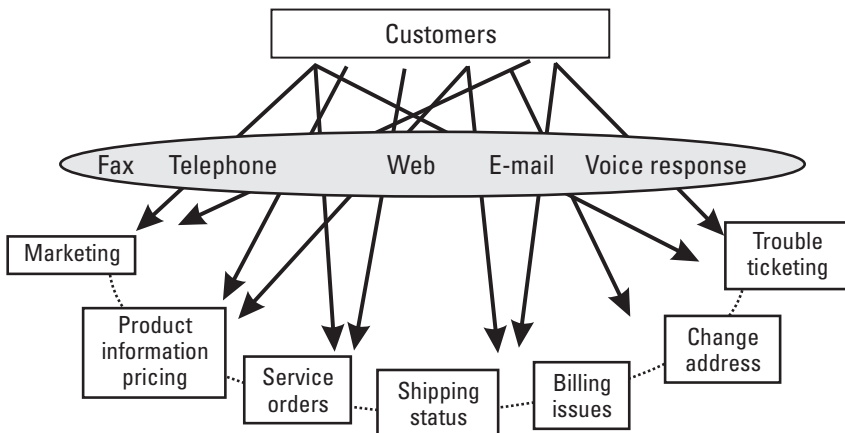 Customers
Fax Telephone Web E-mail Voice response
Marketing
Trouble
ticketing
Product
information
pricing
Change
address
Service
orders
Shipping
status
Billing
issues